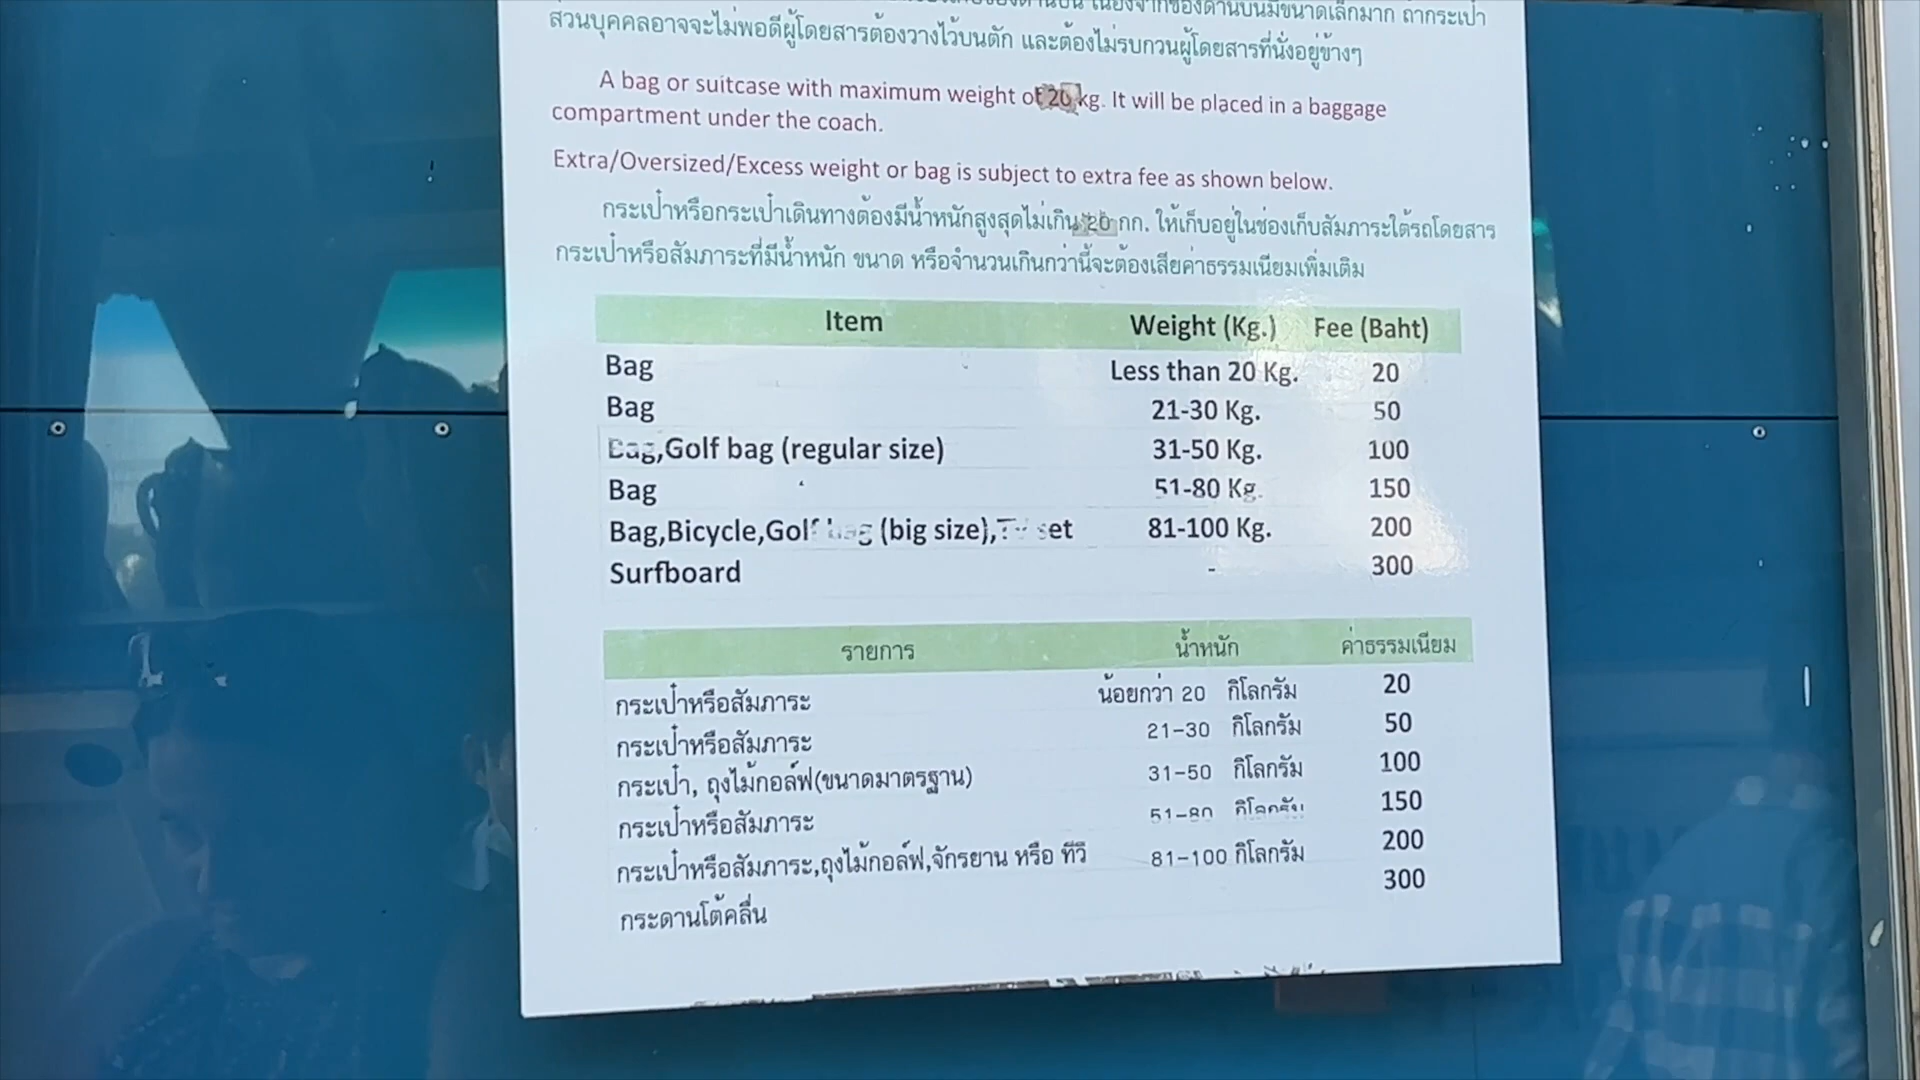 ส่วนบุคคลอาจจะไม่พอดีผู้โดยสารต้องวางไว้บนตัก และต้องไม่รบกวนผู้โดยสารที่นั่งอยู่ข้างๆ
A bag or suitcase with maximum weight of 20 kg. It will be placed in a baggage
compartment under the coach.
Extra/Oversized/Excess weight or bag is subject to extra fee as shown below.
กระเป๋าหรือกระเป๋าเดินทางต้องมีน้ำหนักสูงสุดไม่เกิน 20 กก. ให้เก็บอยู่ในช่องเก็บสัมภาระใต้รถโดยสาร
กระเป๋าหรือสัมภาระที่มีน้ำหนัก ขนาด หรือจำนวนเกินกว่านี้จะต้องเสียค่าธรรมเนียมเพิ่มเติม
Item Weight (Kg.) Fee (Baht)
Bag Less than 20 Kg. 20
Bag 21-30 Kg. 50
Bag,Golf bag (regular size) 31-50 Kg. 100
Bag 51-80 Kg. 150
Bag,Bicycle,Golf bag (big size),TV set 81-100 Kg. 200
Surfboard - 300
รายการ น้ำหนัก ค่าธรรมเนียม
กระเป๋าหรือสัมภาระ น้อยกว่า 20 กิโลกรัม 20
กระเป๋าหรือสัมภาระ 21-30 กิโลกรัม 50
กระเป๋า, ถุงไม้กอล์ฟ(ขนาดมาตรฐาน) 31-50 กิโลกรัม 100
กระเป๋าหรือสัมภาระ 51-80 กิโลกรัม 150
กระเป๋าหรือสัมภาระ,ถุงไม้กอล์ฟ,จักรยาน หรือ ทีวี 81-100 กิโลกรัม 200
กระดานโต้คลื่น 300